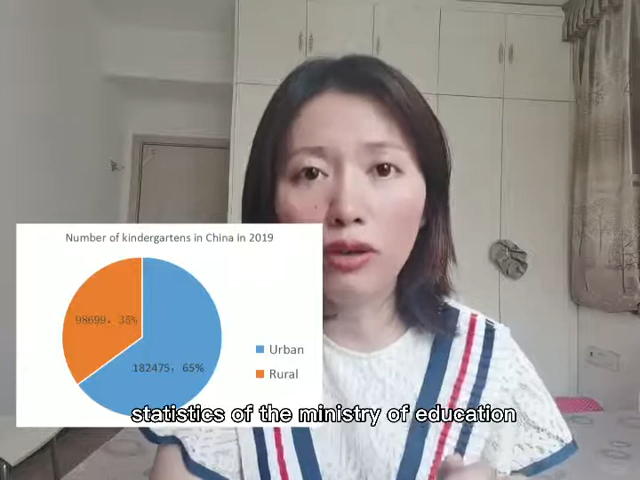 Number of kindergartens in China in 2019
98699, 35%
182475, 65%
Urban
Rural
statistics of the ministry of education